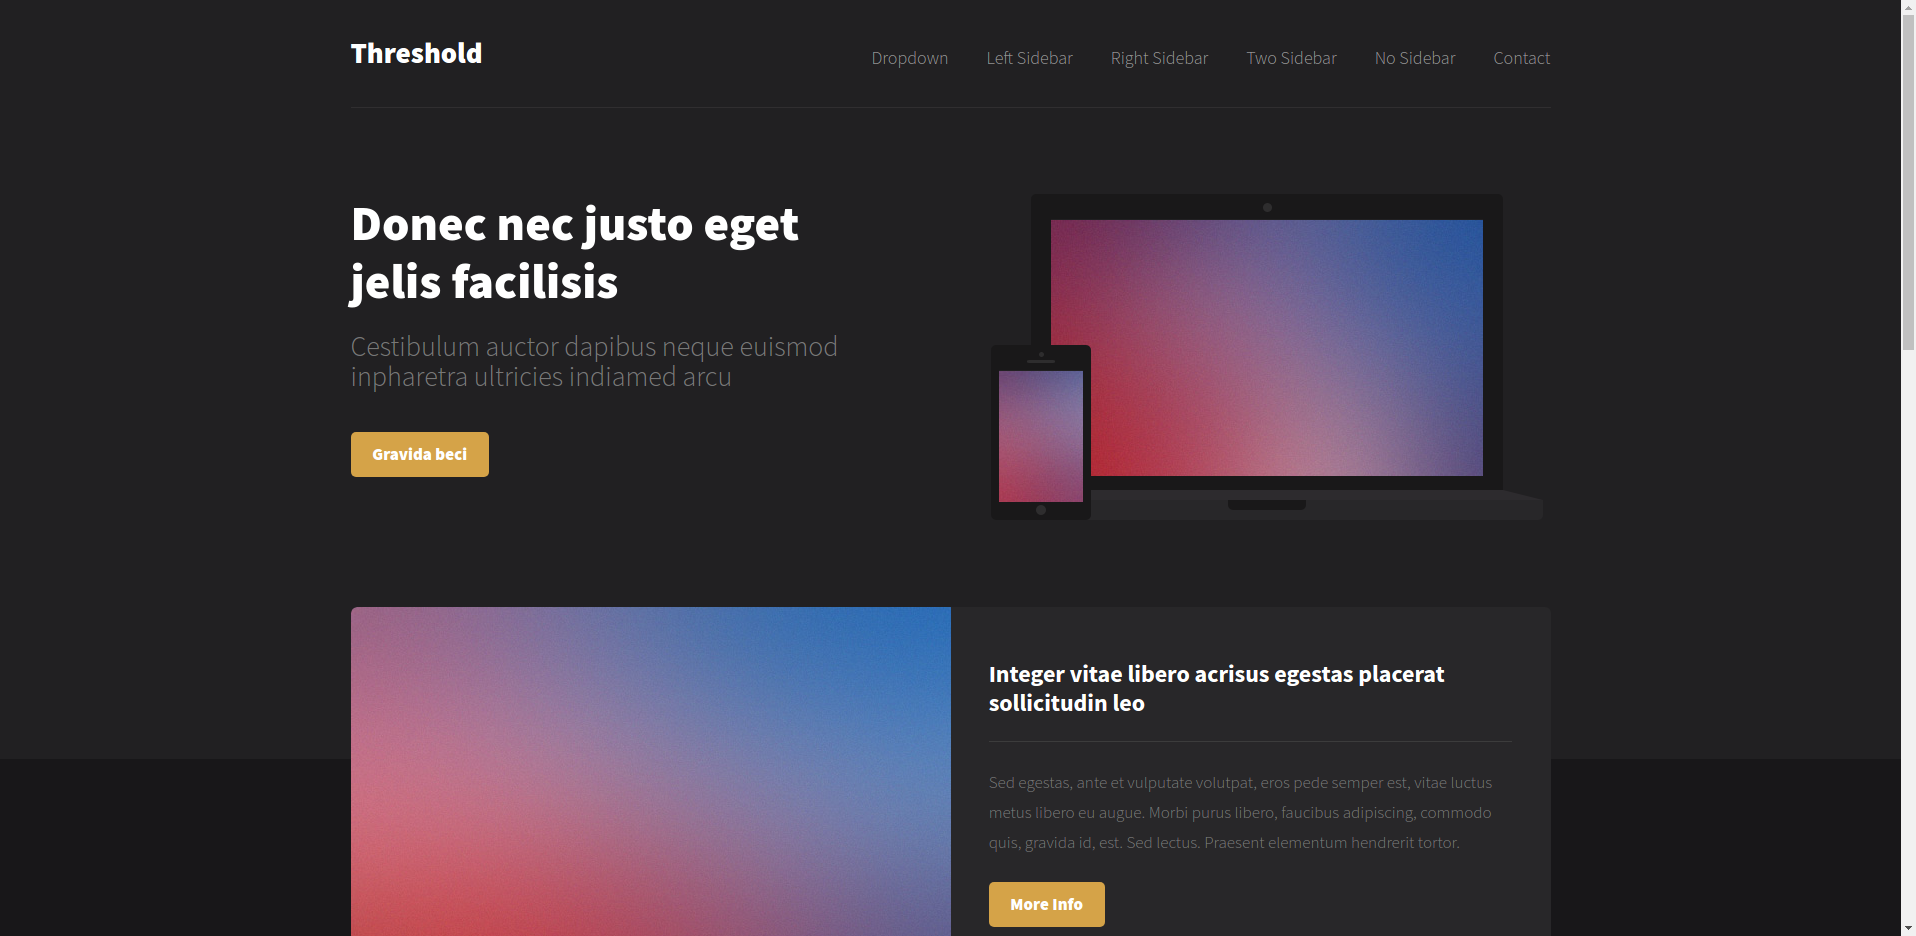 Threshold
Dropdown Left Sidebar Right Sidebar Two Sidebar No Sidebar Contact
Donec nec justo eget
jelis facilisis
Cestibulum auctor dapibus neque euismod
inpharetra ultricies indiamed arcu
Gravida beci
Integer vitae libero acrisus egestas placerat
sollicitudin leo
Sed egestas, ante et vulputate volutpat, eros pede semper est, vitae luctus
metus libero eu augue. Morbi purus libero, faucibus adipiscing, commodo
quis, gravida id, est. Sed lectus. Praesent elementum hendrerit tortor.
More Info